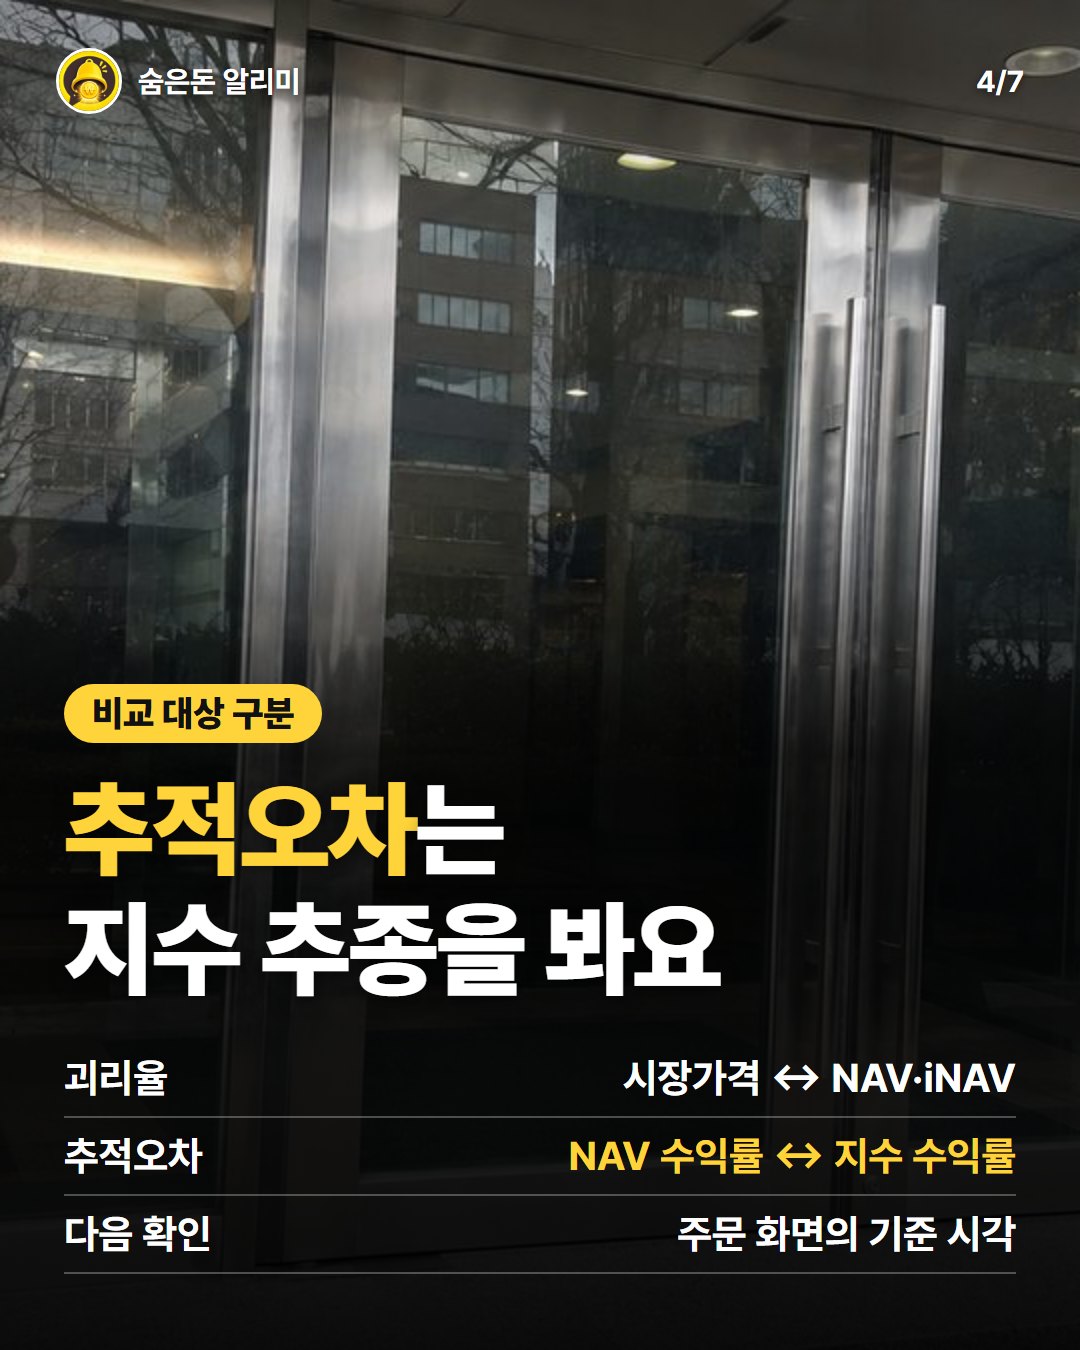 숨은돈 알리미
4/7
비교 대상 구분
추적오차는
지수 추종을 봐요
괴리율 시장가격 ↔ NAV·iNAV
추적오차 NAV 수익률 ↔ 지수 수익률
다음 확인 주문 화면의 기준 시각